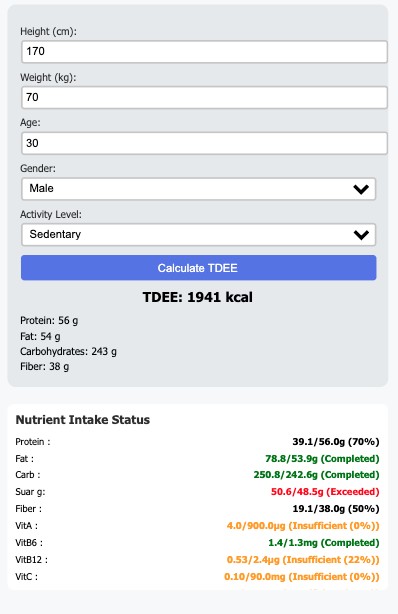 Height (cm):
170
Weight (kg):
70
Age:
30
Gender:
Male
Activity Level:
Sedentary
Calculate TDEE
TDEE: 1941 kcal
Protein: 56 g
Fat: 54 g
Carbohydrates: 243 g
Fiber: 38 g
Nutrient Intake Status
Protein : 39.1/56.0g (70%)
Fat : 78.8/53.9g (Completed)
Carb : 250.8/242.6g (Completed)
Suar g: 50.6/48.5g (Exceeded)
Fiber : 19.1/38.0g (50%)
VitA : 4.0/900.0µg (Insufficient (0%))
VitB6 : 1.4/1.3mg (Completed)
VitB12 : 0.53/2.4µg (Insufficient (22%))
VitC : 0.10/90.0mg (Insufficient (0%))